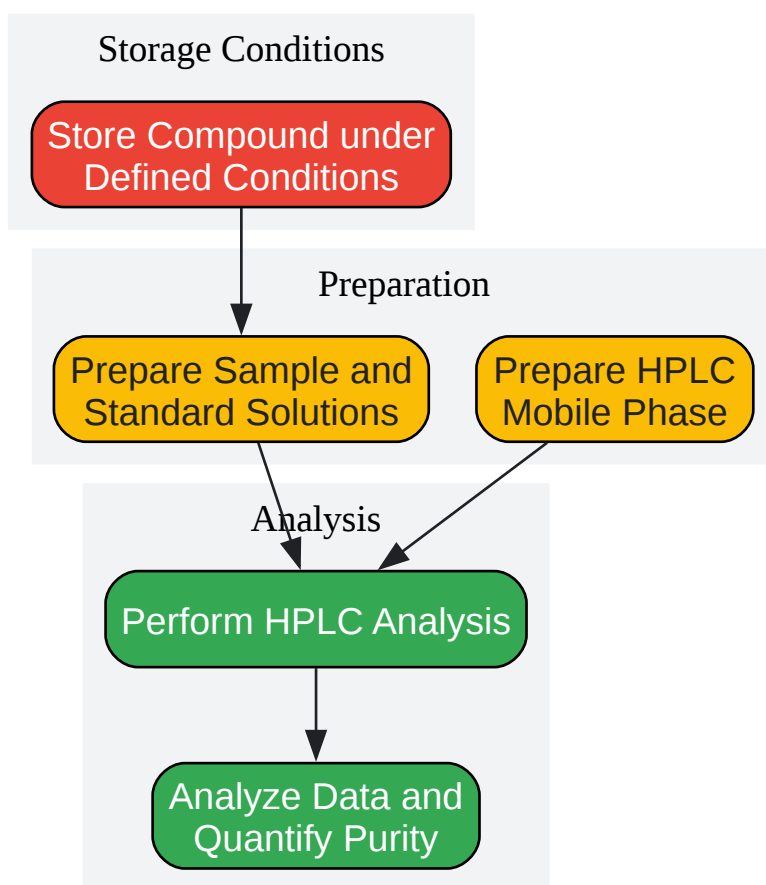 Storage Conditions
Store Compound under
Defined Conditions
Preparation
Prepare Sample and
Standard Solutions
Prepare HPLC
Mobile Phase
Analysis
Perform HPLC Analysis
Analyze Data and
Quantify Purity